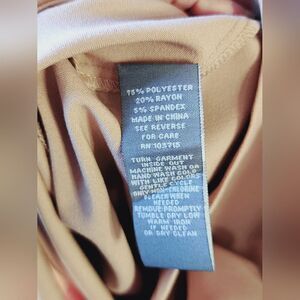 75% POLYESTER
20% RAYON
5% SPANDEX
MADE IN CHINA
SEE REVERSE
FOR CARE
RN 103715
TURN GARMENT
INSIDE OUT
MACHINE WASH OR
HAND WASH COLD
WITH LIKE COLORS
GENTLE CYCLE
ONLY NON-CHLORINE
BLEACH WHEN
NEEDED
REMOVE PROMPTLY
TUMBLE DRY LOW
WARM IRON
IF NEEDED
OR DRY CLEAN